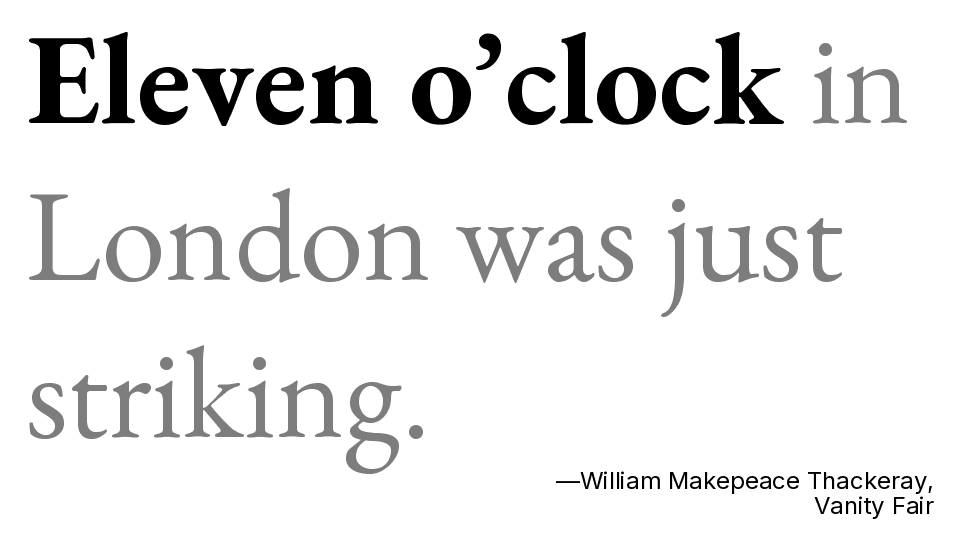 Eleven o’clock in
London was just
striking.
—William Makepeace Thackeray,
Vanity Fair